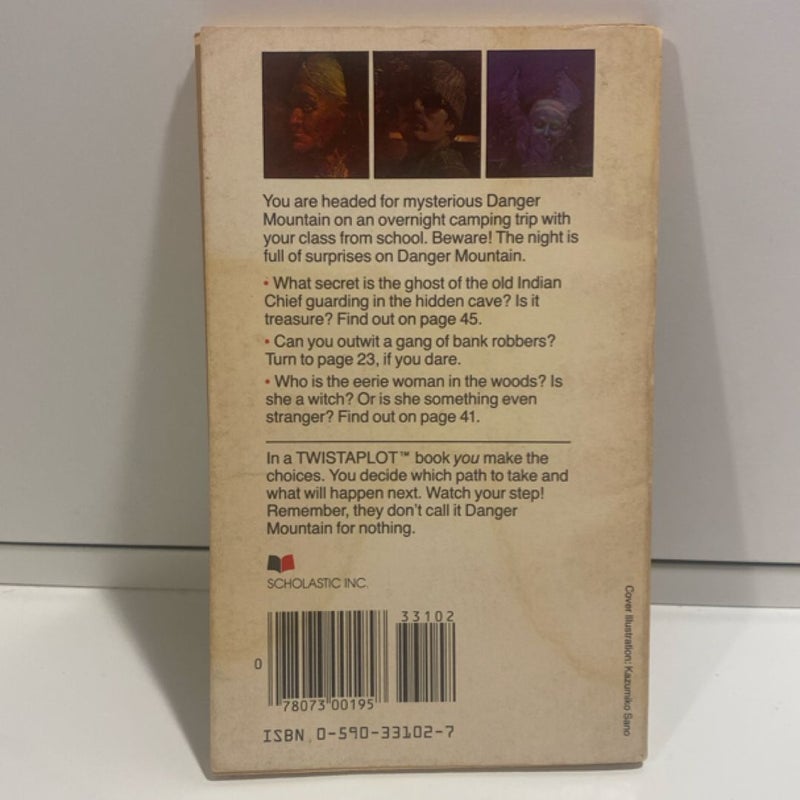 You are headed for mysterious Danger
Mountain on an overnight camping trip with
your class from school. Beware! The night is
full of surprises on Danger Mountain.
• What secret is the ghost of the old Indian
Chief guarding in the hidden cave? Is it
treasure? Find out on page 45.
• Can you outwit a gang of bank robbers?
Turn to page 23, if you dare.
• Who is the eerie woman in the woods? Is
she a witch? Or is she something even
stranger? Find out on page 41.
In a TWISTAPLOT™ book you make the
choices. You decide which path to take and
what will happen next. Watch your step!
Remember, they don't call it Danger
Mountain for nothing.
SCHOLASTIC INC.
33102
0
78073 00195
ISBN 0-590-33102-7
Cover Illustration: Kazumiko Sano